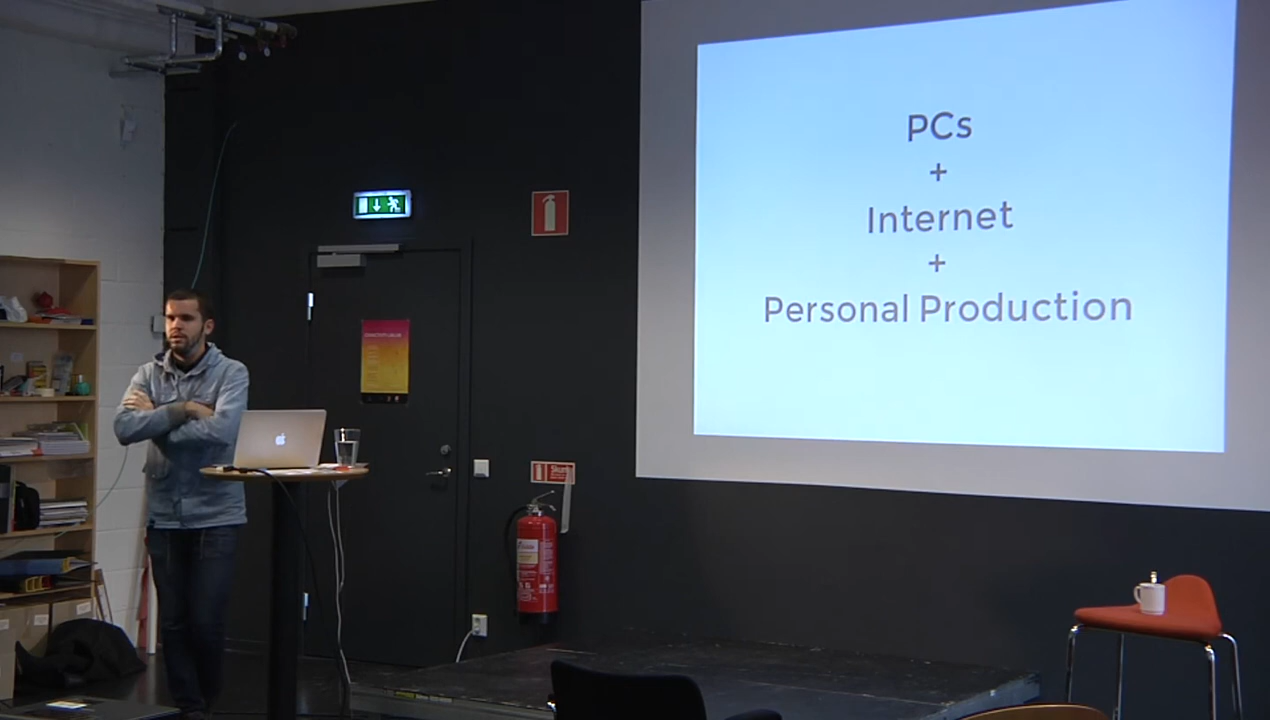 PCs
+
Internet
+
Personal Production